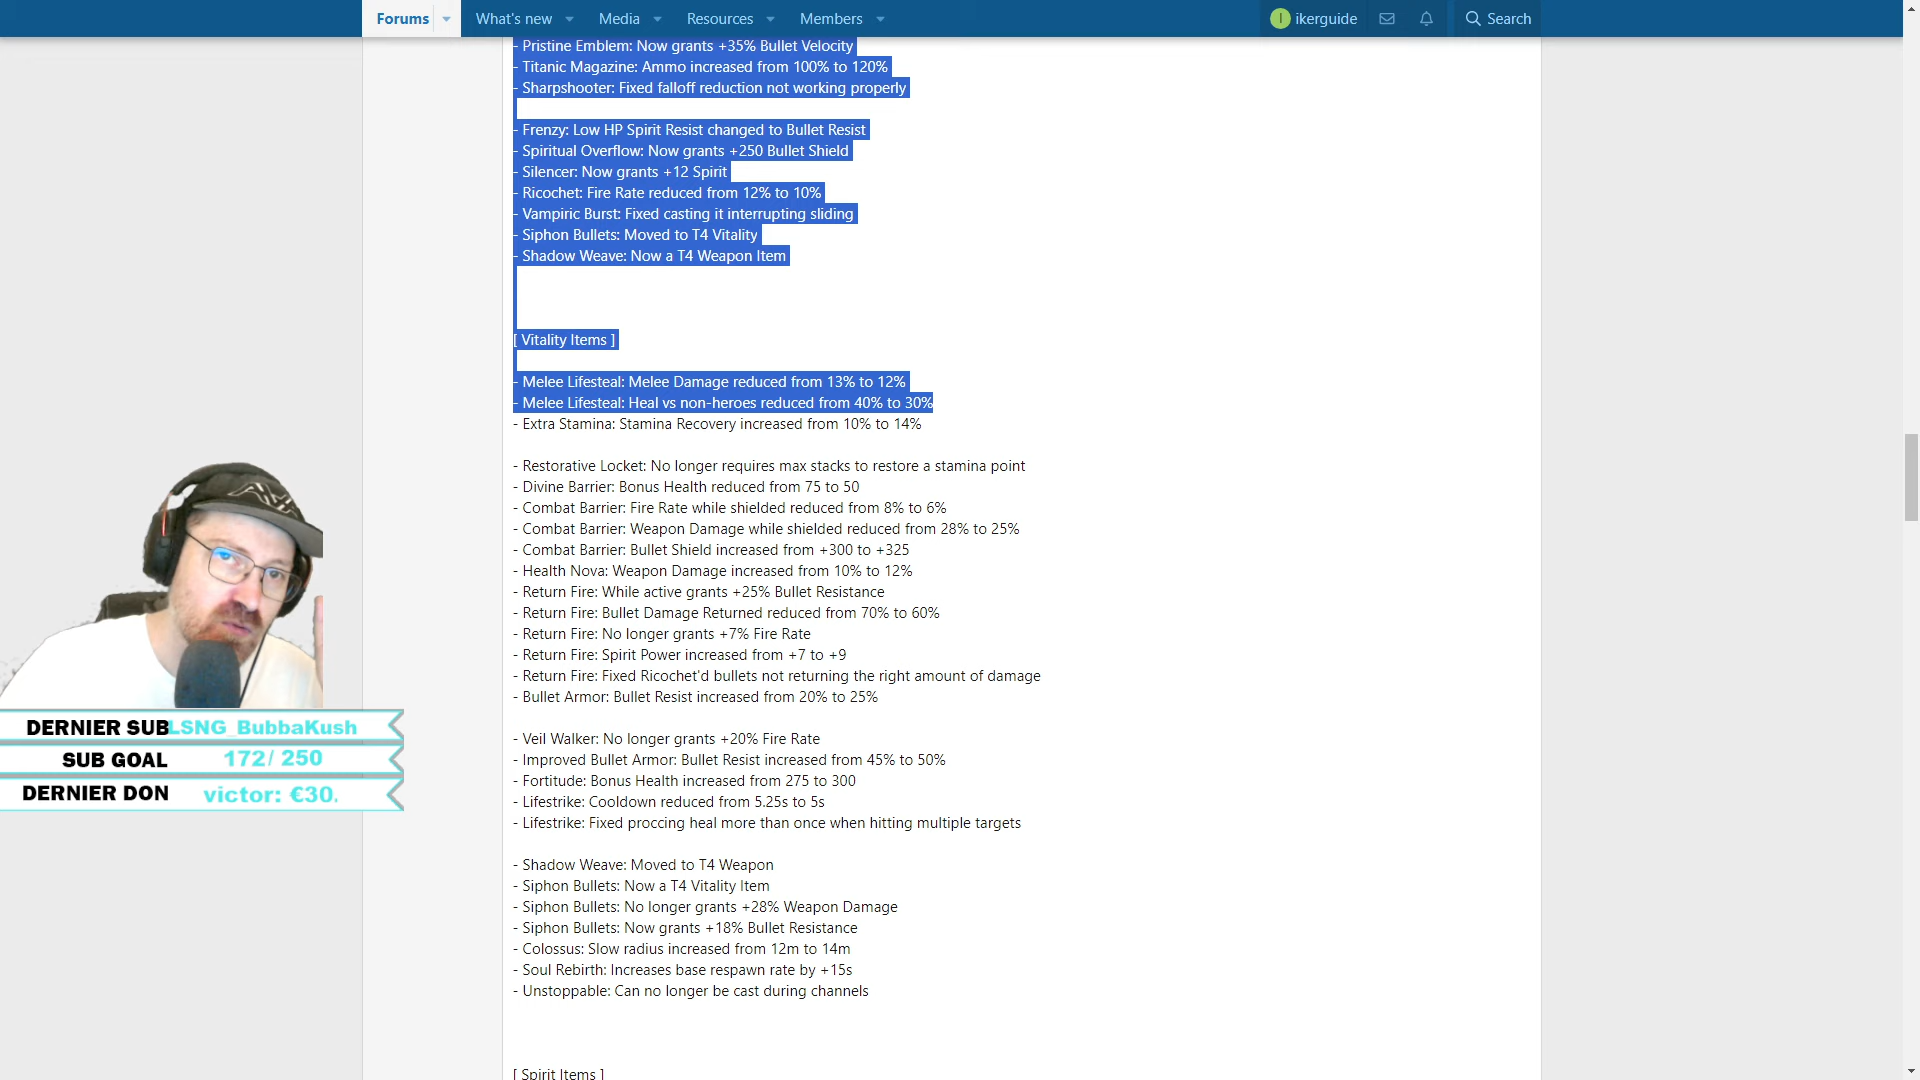 Forums What's new Media Resources Members ikerguide Search
- Pristine Emblem: Now grants +35% Bullet Velocity
- Titanic Magazine: Ammo increased from 100% to 120%
- Sharpshooter: Fixed falloff reduction not working properly
- Frenzy: Low HP Spirit Resist changed to Bullet Resist
- Spiritual Overflow: Now grants +250 Bullet Shield
- Silencer: Now grants +12 Spirit
- Ricochet: Fire Rate reduced from 12% to 10%
- Vampiric Burst: Fixed casting it interrupting sliding
- Siphon Bullets: Moved to T4 Vitality
- Shadow Weave: Now a T4 Weapon Item
[ Vitality Items ]
- Melee Lifesteal: Melee Damage reduced from 13% to 12%
- Melee Lifesteal: Heal vs non-heroes reduced from 40% to 30%
- Extra Stamina: Stamina Recovery increased from 10% to 14%
- Restorative Locket: No longer requires max stacks to restore a stamina point
- Divine Barrier: Bonus Health reduced from 75 to 50
- Combat Barrier: Fire Rate while shielded reduced from 8% to 6%
- Combat Barrier: Weapon Damage while shielded reduced from 28% to 25%
- Combat Barrier: Bullet Shield increased from +300 to +325
- Health Nova: Weapon Damage increased from 10% to 12%
- Return Fire: While active grants +25% Bullet Resistance
- Return Fire: Bullet Damage Returned reduced from 70% to 60%
- Return Fire: No longer grants +7% Fire Rate
- Return Fire: Spirit Power increased from +7 to +9
- Return Fire: Fixed Ricochet'd bullets not returning the right amount of damage
- Bullet Armor: Bullet Resist increased from 20% to 25%
- Veil Walker: No longer grants +20% Fire Rate
- Improved Bullet Armor: Bullet Resist increased from 45% to 50%
- Fortitude: Bonus Health increased from 275 to 300
- Lifestrike: Cooldown reduced from 5.25s to 5s
- Lifestrike: Fixed proccing heal more than once when hitting multiple targets
- Shadow Weave: Moved to T4 Weapon
- Siphon Bullets: Now a T4 Vitality Item
- Siphon Bullets: No longer grants +28% Weapon Damage
- Siphon Bullets: Now grants +18% Bullet Resistance
- Colossus: Slow radius increased from 12m to 14m
- Soul Rebirth: Increases base respawn rate by +15s
- Unstoppable: Can no longer be cast during channels
[ Spirit Items ]
DERNIER SUB LSNG_BubbaKush
SUB GOAL 172/ 250
DERNIER DON victor: €30.